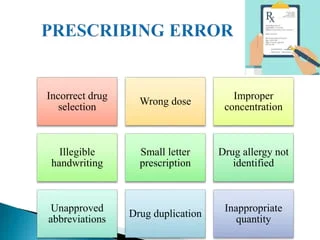 PRESCRIBING ERROR
Rx
Incorrect drug
selection
Wrong dose
Improper
concentration
Illegible
handwriting
Small letter
prescription
Drug allergy not
identified
Unapproved
abbreviations
Drug duplication
Inappropriate
quantity